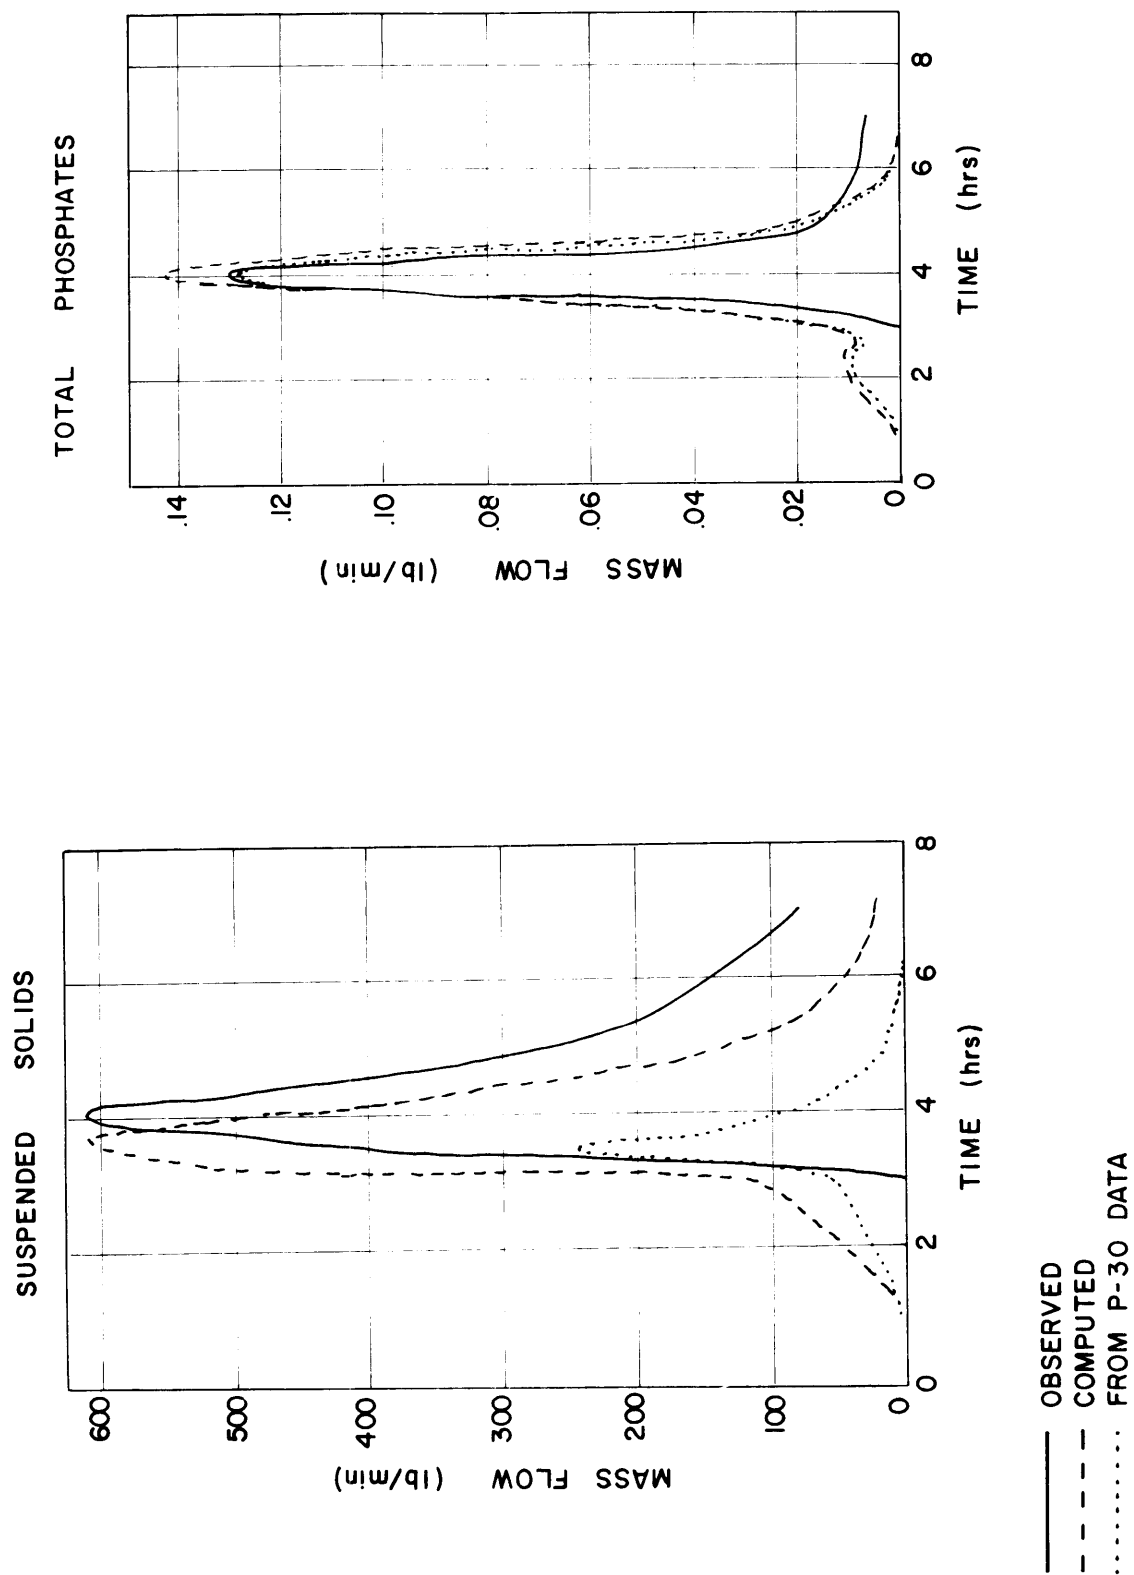 SUSPENDED SOLIDS
MASS FLOW (lb/min)
600
500
400
300
200
100
0
0
2
4
6
8
TIME (hrs)
TOTAL PHOSPHATES
MASS FLOW (lb/min)
.14
.12
.10
.08
.06
.04
.02
0
0
2
4
6
8
TIME (hrs)
OBSERVED
COMPUTED
FROM P-30 DATA